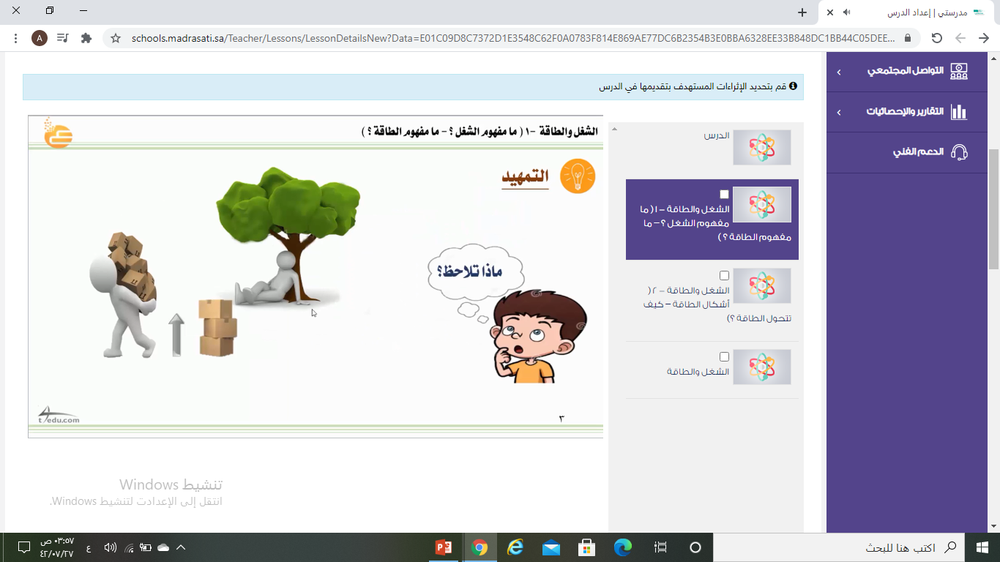 مدرستي | إعداد الدرس
schools.madrasati.sa/Teacher/Lessons/LessonDetailsNew?Data=E01C09D8C7372D1E3548C62F0A0783F814E869AE77DC6B2354B3E0BBA6328EE33B848DC1BB44C05DEE...
A
التواصل المجتمعي
التقارير والإحصائيات
الدعم الفني
قم بتحديد الإثراءات المستهدف بتقديمها في الدرس
الدرس
الشغل والطاقة - ١ ( ما
مفهوم الشغل ؟ – ما
مفهوم الطاقة ؟ )
الشغل والطاقة - ٢ (
أشكال الطاقة – كيف
تتحول الطاقة ؟)
الشغل والطاقة
الشغل والطاقة -١ ( ما مفهوم الشغل ؟ - ما مفهوم الطاقة ؟ )
التمهيد
ماذا تلاحظ؟
t4edu.com
٣
تنشيط Windows
انتقل إلى الإعدادت لتنشيط Windows.
اكتب هنا للبحث
ع
٠٣:٥٧ ص
٤٢/٠٧/٢٧